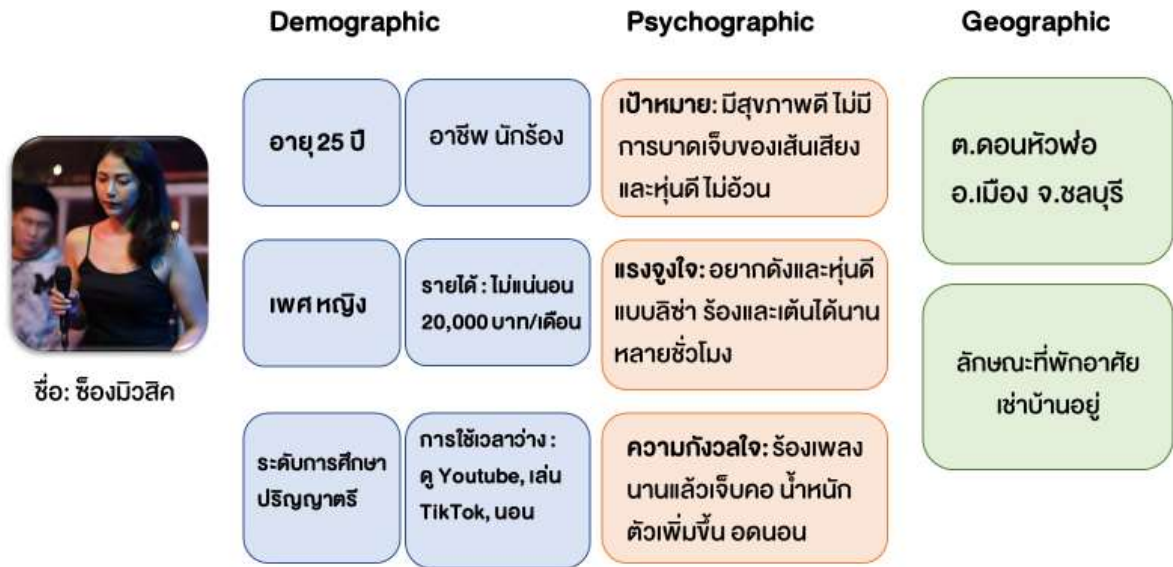 Demographic
Psychographic
Geographic
อายุ 25 ปี
อาชีพ นักร้อง
เป้าหมาย: มีสุขภาพดี ไม่มี
การบาดเจ็บของเส้นเสียง
และหุ่นดี ไม่อ้วน
ต.ดอนหัวฬ่อ
อ.เมือง จ.ชลบุรี
เพศ หญิง
รายได้ : ไม่แน่นอน
20,000 บาท/เดือน
แรงจูงใจ: อยากดังและหุ่นดี
แบบลิซ่า ร้องและเต้นได้นาน
หลายชั่วโมง
ลักษณะที่พักอาศัย
เช่าบ้านอยู่
ชื่อ: ซ็องมิวสิค
ระดับการศึกษา
ปริญญาตรี
การใช้เวลาว่าง :
ดู Youtube, เล่น
TikTok, นอน
ความกังวลใจ: ร้องเพลง
นานแล้วเจ็บคอ น้ำหนัก
ตัวเพิ่มขึ้น อดนอน